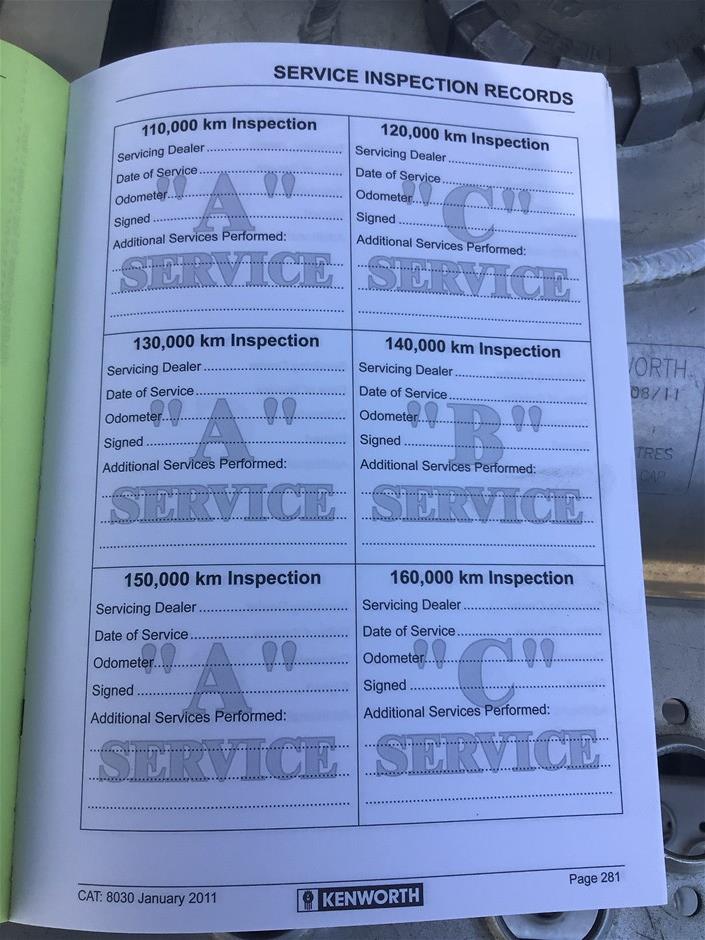 SERVICE INSPECTION RECORDS
110,000 km Inspection
Servicing Dealer
Date of Service
Odometer
Signed
Additional Services Performed:
"A"
SERVICE
120,000 km Inspection
Servicing Dealer
Date of Service
Odometer
Signed
Additional Services Performed:
"C"
SERVICE
130,000 km Inspection
Servicing Dealer
Date of Service
Odometer
Signed
Additional Services Performed:
"A"
SERVICE
140,000 km Inspection
Servicing Dealer
Date of Service
Odometer
Signed
Additional Services Performed:
"B"
SERVICE
150,000 km Inspection
Servicing Dealer
Date of Service
Odometer
Signed
Additional Services Performed:
"A"
SERVICE
160,000 km Inspection
Servicing Dealer
Date of Service
Odometer
Signed
Additional Services Performed:
"C"
SERVICE
CAT: 8030 January 2011
KENWORTH
Page 281
WORTH
08/11
TRES
CAP